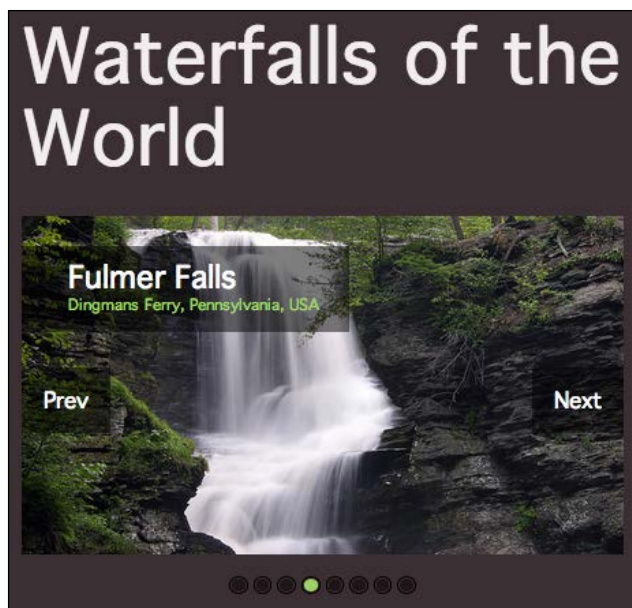 Waterfalls of the
World
Fulmer Falls
Dingmans Ferry, Pennsylvania, USA
Prev
Next